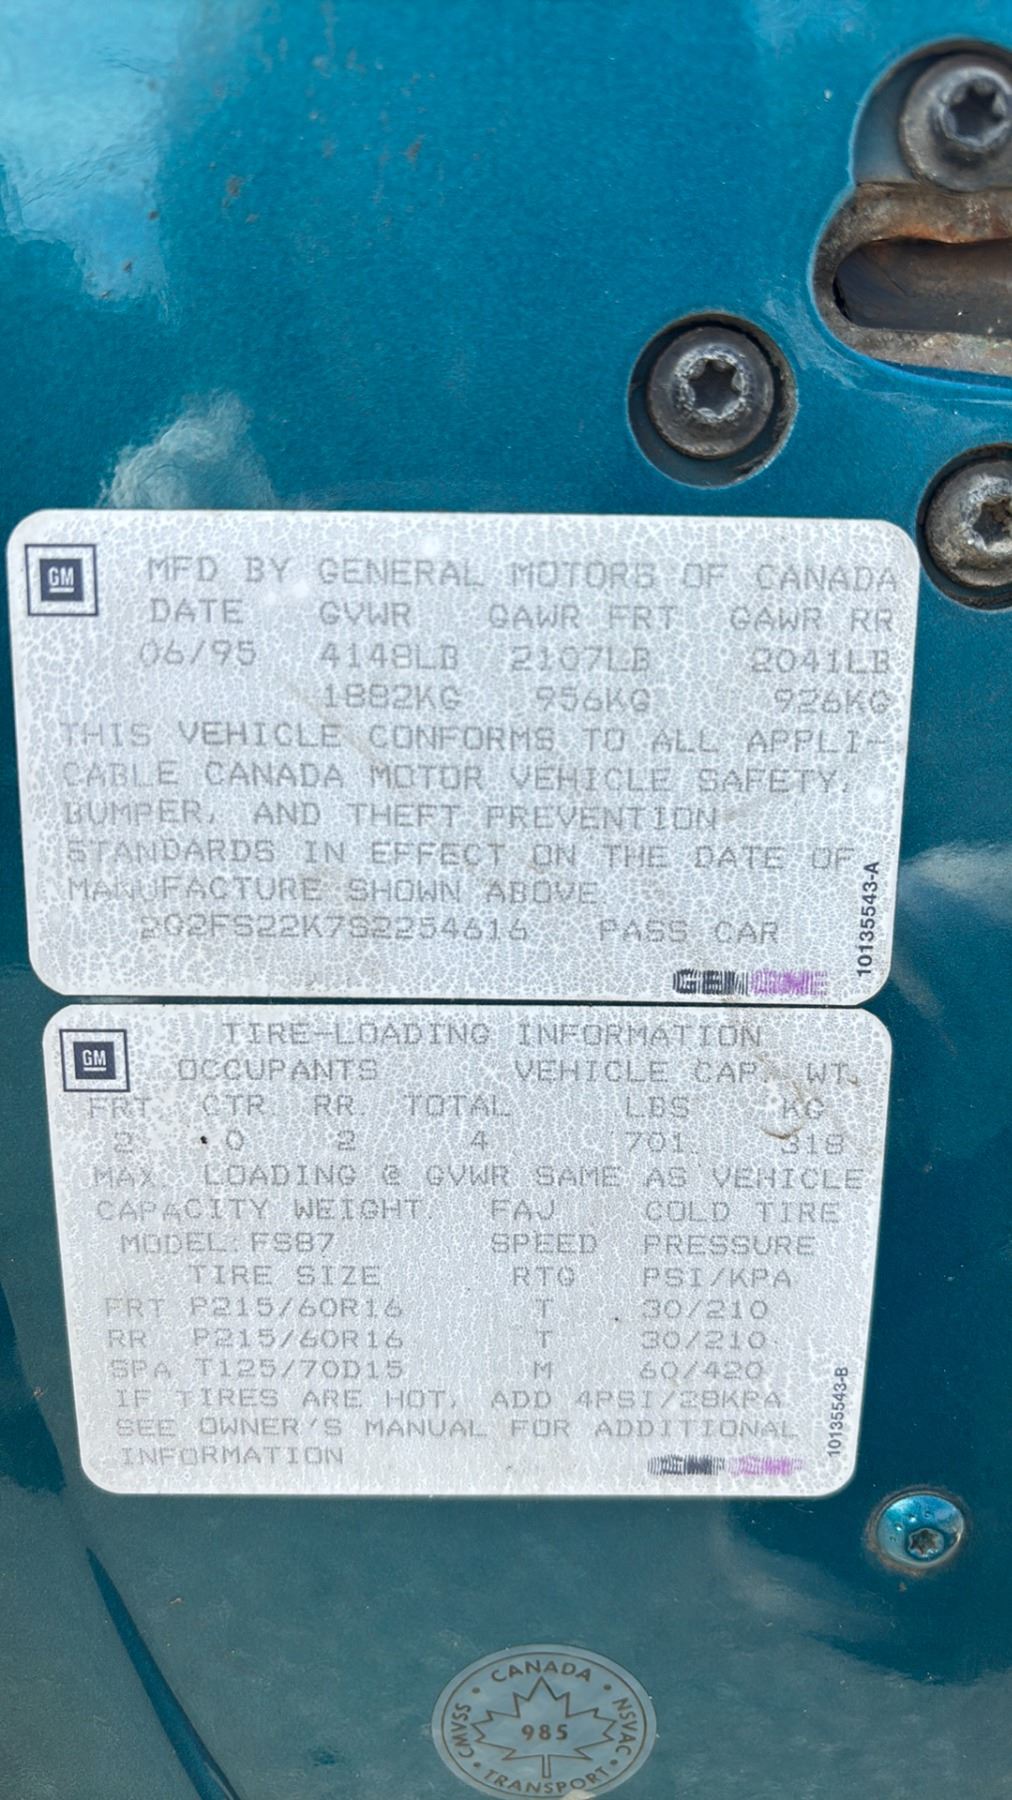 GM
MFD BY GENERAL MOTORS OF CANADA
DATE GVWR GAWR FRT GAWR RR
06/95 4148LB 2107LB 2041LB
1882KG 956KG 926KG
THIS VEHICLE CONFORMS TO ALL APPLI-
CABLE CANADA MOTOR VEHICLE SAFETY,
BUMPER, AND THEFT PREVENTION
STANDARDS IN EFFECT ON THE DATE OF
MANUFACTURE SHOWN ABOVE
2G2FS22K7S2254616 PASS CAR
10135543-A
GM
TIRE-LOADING INFORMATION
OCCUPANTS VEHICLE CAP. WT.
FRT CTR RR. TOTAL LBS KG
2 0 2 4 701 318
MAX. LOADING @ GVWR SAME AS VEHICLE
CAPACITY WEIGHT. FAJ COLD TIRE
MODEL:FS87 SPEED PRESSURE
TIRE SIZE RTG PSI/KPA
FRT P215/60R16 T 30/210
RR P215/60R16 T 30/210
SPA T125/70D15 M 60/420
IF TIRES ARE HOT, ADD 4PSI/28KPA
SEE OWNER'S MANUAL FOR ADDITIONAL
INFORMATION
10135543-B
CANADA
CMVSS 985 NSVAC
TRANSPORT